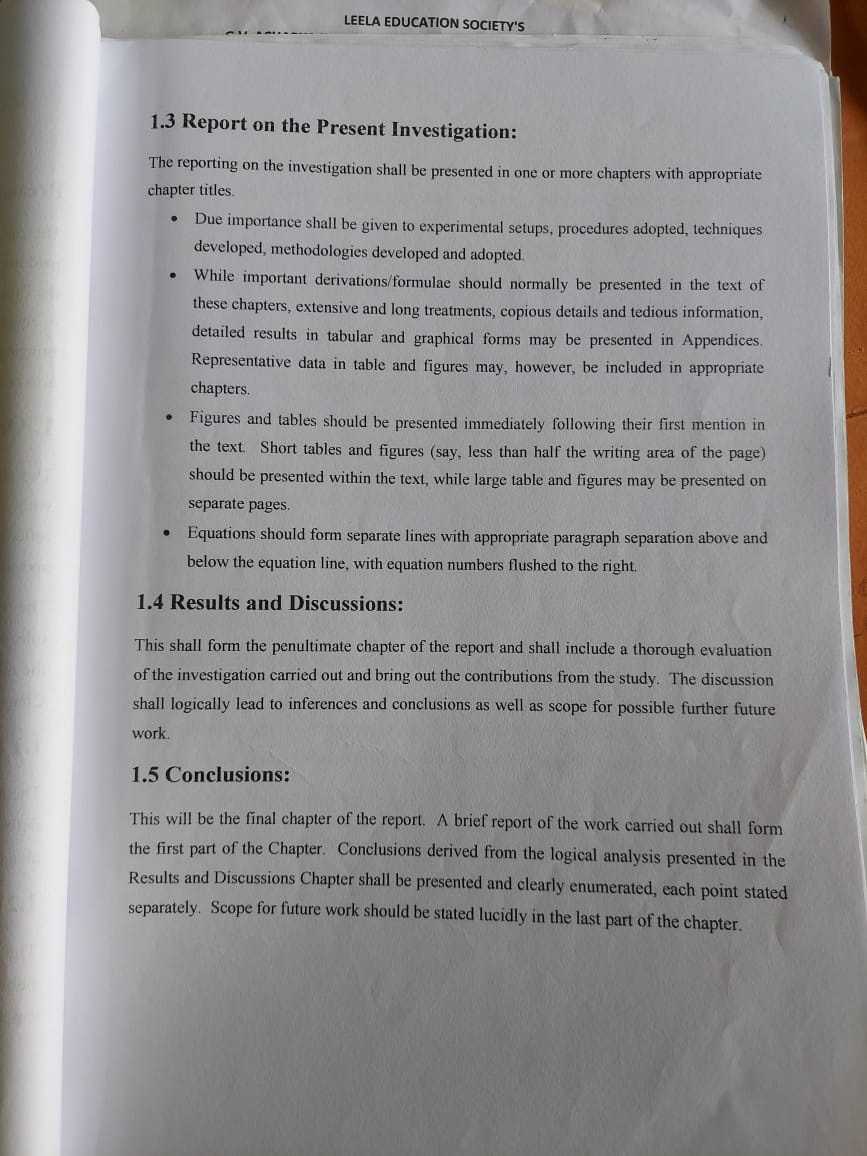 LEELA EDUCATION SOCIETY'S
1.3 Report on the Present Investigation:
The reporting on the investigation shall be presented in one or more chapters with appropriate
chapter titles.
• Due importance shall be given to experimental setups, procedures adopted, techniques
developed, methodologies developed and adopted.
• While important derivations/formulae should normally be presented in the text of
these chapters, extensive and long treatments, copious details and tedious information,
detailed results in tabular and graphical forms may be presented in Appendices.
Representative data in table and figures may, however, be included in appropriate
chapters.
• Figures and tables should be presented immediately following their first mention in
the text. Short tables and figures (say, less than half the writing area of the page)
should be presented within the text, while large table and figures may be presented on
separate pages.
• Equations should form separate lines with appropriate paragraph separation above and
below the equation line, with equation numbers flushed to the right.
1.4 Results and Discussions:
This shall form the penultimate chapter of the report and shall include a thorough evaluation
of the investigation carried out and bring out the contributions from the study. The discussion
shall logically lead to inferences and conclusions as well as scope for possible further future
work.
1.5 Conclusions:
This will be the final chapter of the report. A brief report of the work carried out shall form
the first part of the Chapter. Conclusions derived from the logical analysis presented in the
Results and Discussions Chapter shall be presented and clearly enumerated, each point stated
separately. Scope for future work should be stated lucidly in the last part of the chapter.